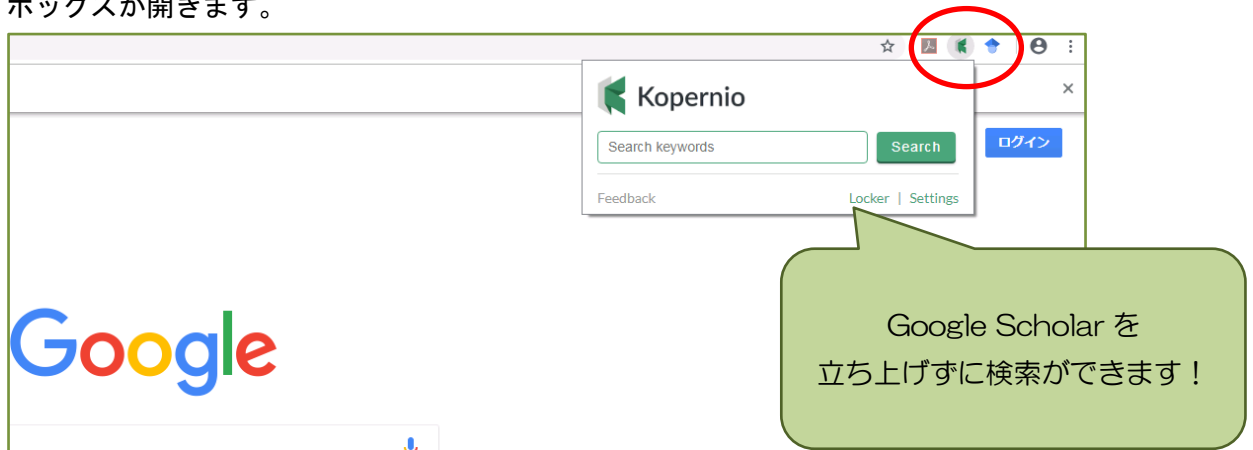 ボックスが開きます。
Kopernio
Search keywords
Search
ログイン
Feedback
Locker | Settings
Google Scholar を
立ち上げずに検索ができます！
Google